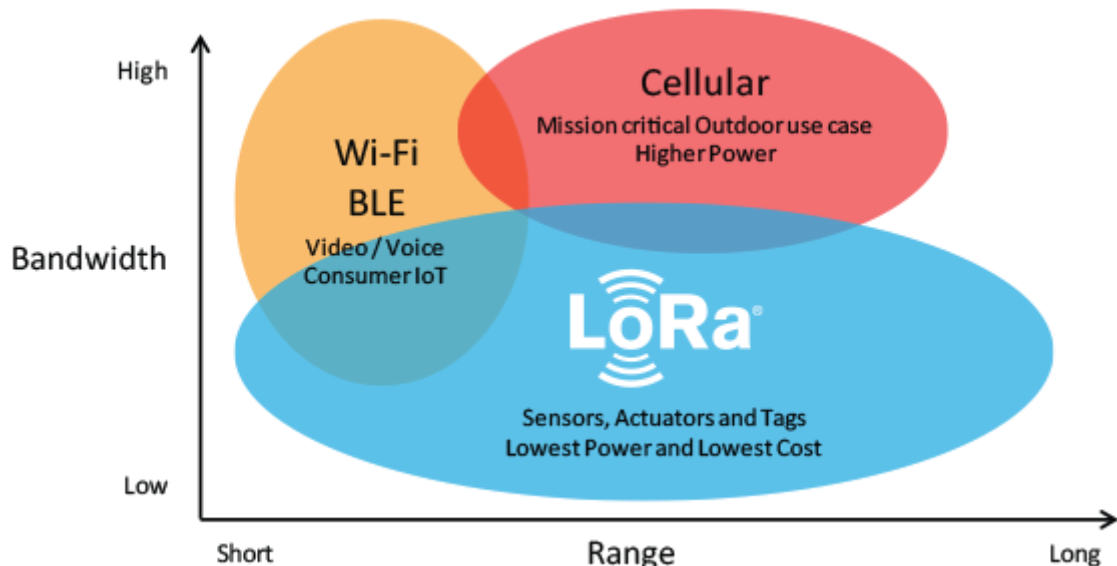 High
Cellular
Mission critical Outdoor use case
Higher Power
Wi-Fi
BLE
Video / Voice
Consumer IoT
Bandwidth
LoRa®
Sensors, Actuators and Tags
Lowest Power and Lowest Cost
Low
Short
Range
Long